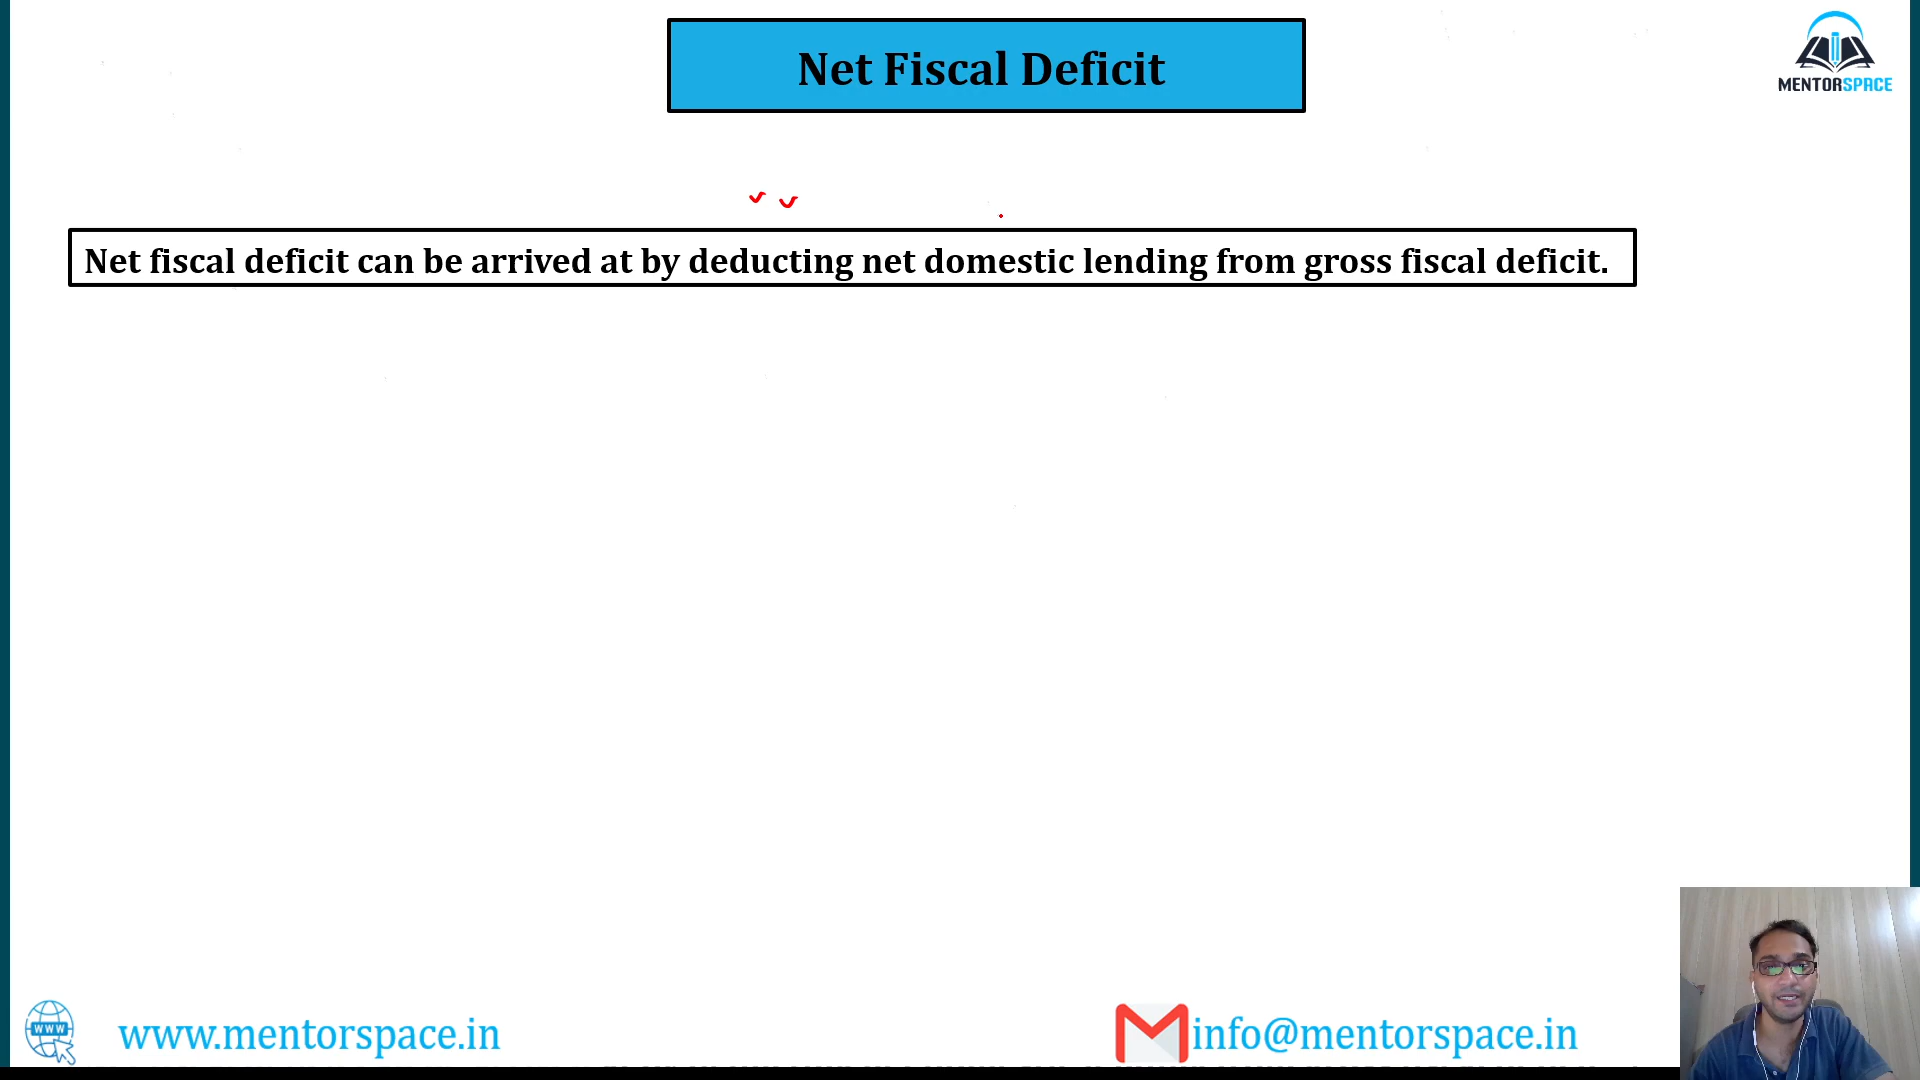 Net Fiscal Deficit
MENTORSPACE
Net fiscal deficit can be arrived at by deducting net domestic lending from gross fiscal deficit.
WWW
www.mentorspace.in
info@mentorspace.in